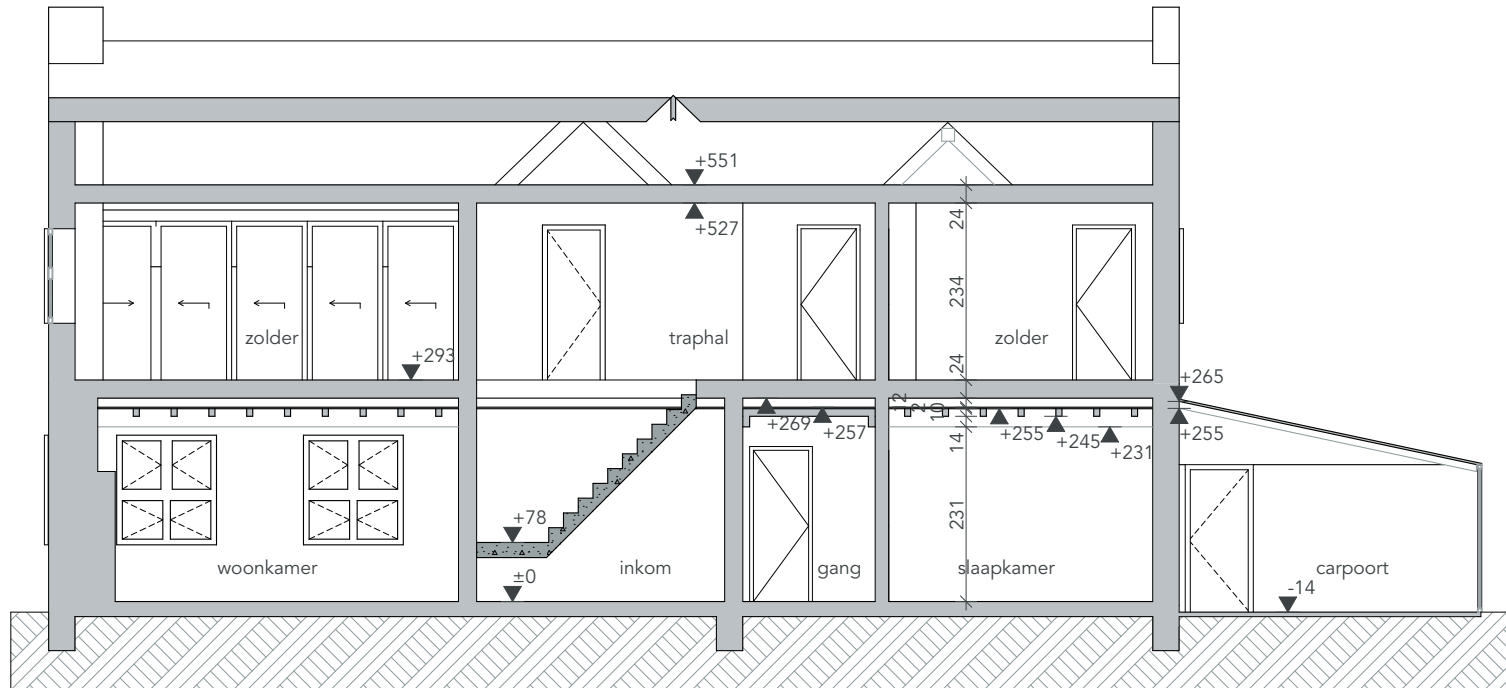 +551
+527
24
234
24
zolder
traphal
zolder
+293
+265
+255
12
2
10
14
231
+269
+257
+255
+245
+231
+78
±0
woonkamer
inkom
gang
slaapkamer
carpoort
-14